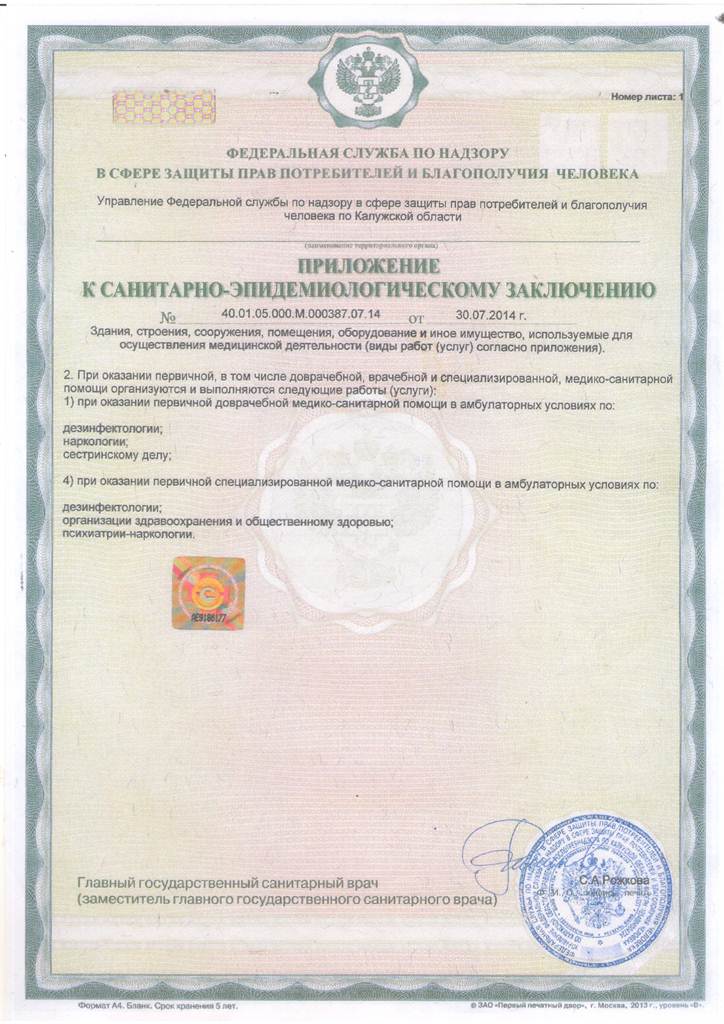 Номер листа: 1
ФЕДЕРАЛЬНАЯ СЛУЖБА ПО НАДЗОРУ
В СФЕРЕ ЗАЩИТЫ ПРАВ ПОТРЕБИТЕЛЕЙ И БЛАГОПОЛУЧИЯ ЧЕЛОВЕКА
Управление Федеральной службы по надзору в сфере защиты прав потребителей и благополучия
человека по Калужской области
(наименование территориального органа)
ПРИЛОЖЕНИЕ
К САНИТАРНО-ЭПИДЕМИОЛОГИЧЕСКОМУ ЗАКЛЮЧЕНИЮ
№ 40.01.05.000.М.000387.07.14 от 30.07.2014 г.
Здания, строения, сооружения, помещения, оборудование и иное имущество, используемые для
осуществления медицинской деятельности (виды работ (услуг) согласно приложения).
2. При оказании первичной, в том числе доврачебной, врачебной и специализированной, медико-санитарной
помощи организуются и выполняются следующие работы (услуги):
1) при оказании первичной доврачебной медико-санитарной помощи в амбулаторных условиях по:
дезинфектологии;
наркологии;
сестринскому делу;
4) при оказании первичной специализированной медико-санитарной помощи в амбулаторных условиях по:
дезинфектологии;
организации здравоохранения и общественному здоровью;
психиатрии-наркологии.
АЕ9186177
Главный государственный санитарный врач
(заместитель главного государственного санитарного врача)
С.А.Рожкова
Формат А4. Бланк. Срок хранения 5 лет.
© ЗАО «Первый печатный двор», г. Москва, 2013 г., уровень «В».